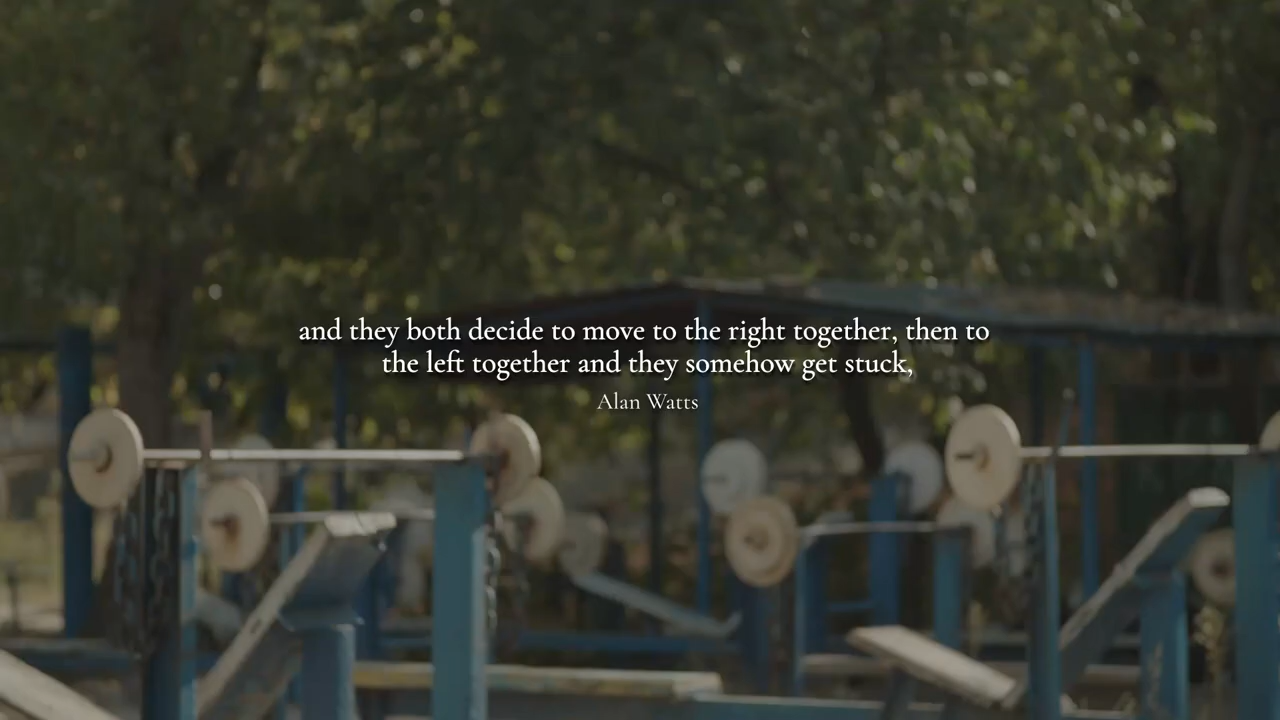 and they both decide to move to the right together, then to
the left together and they somehow get stuck,
Alan Watts